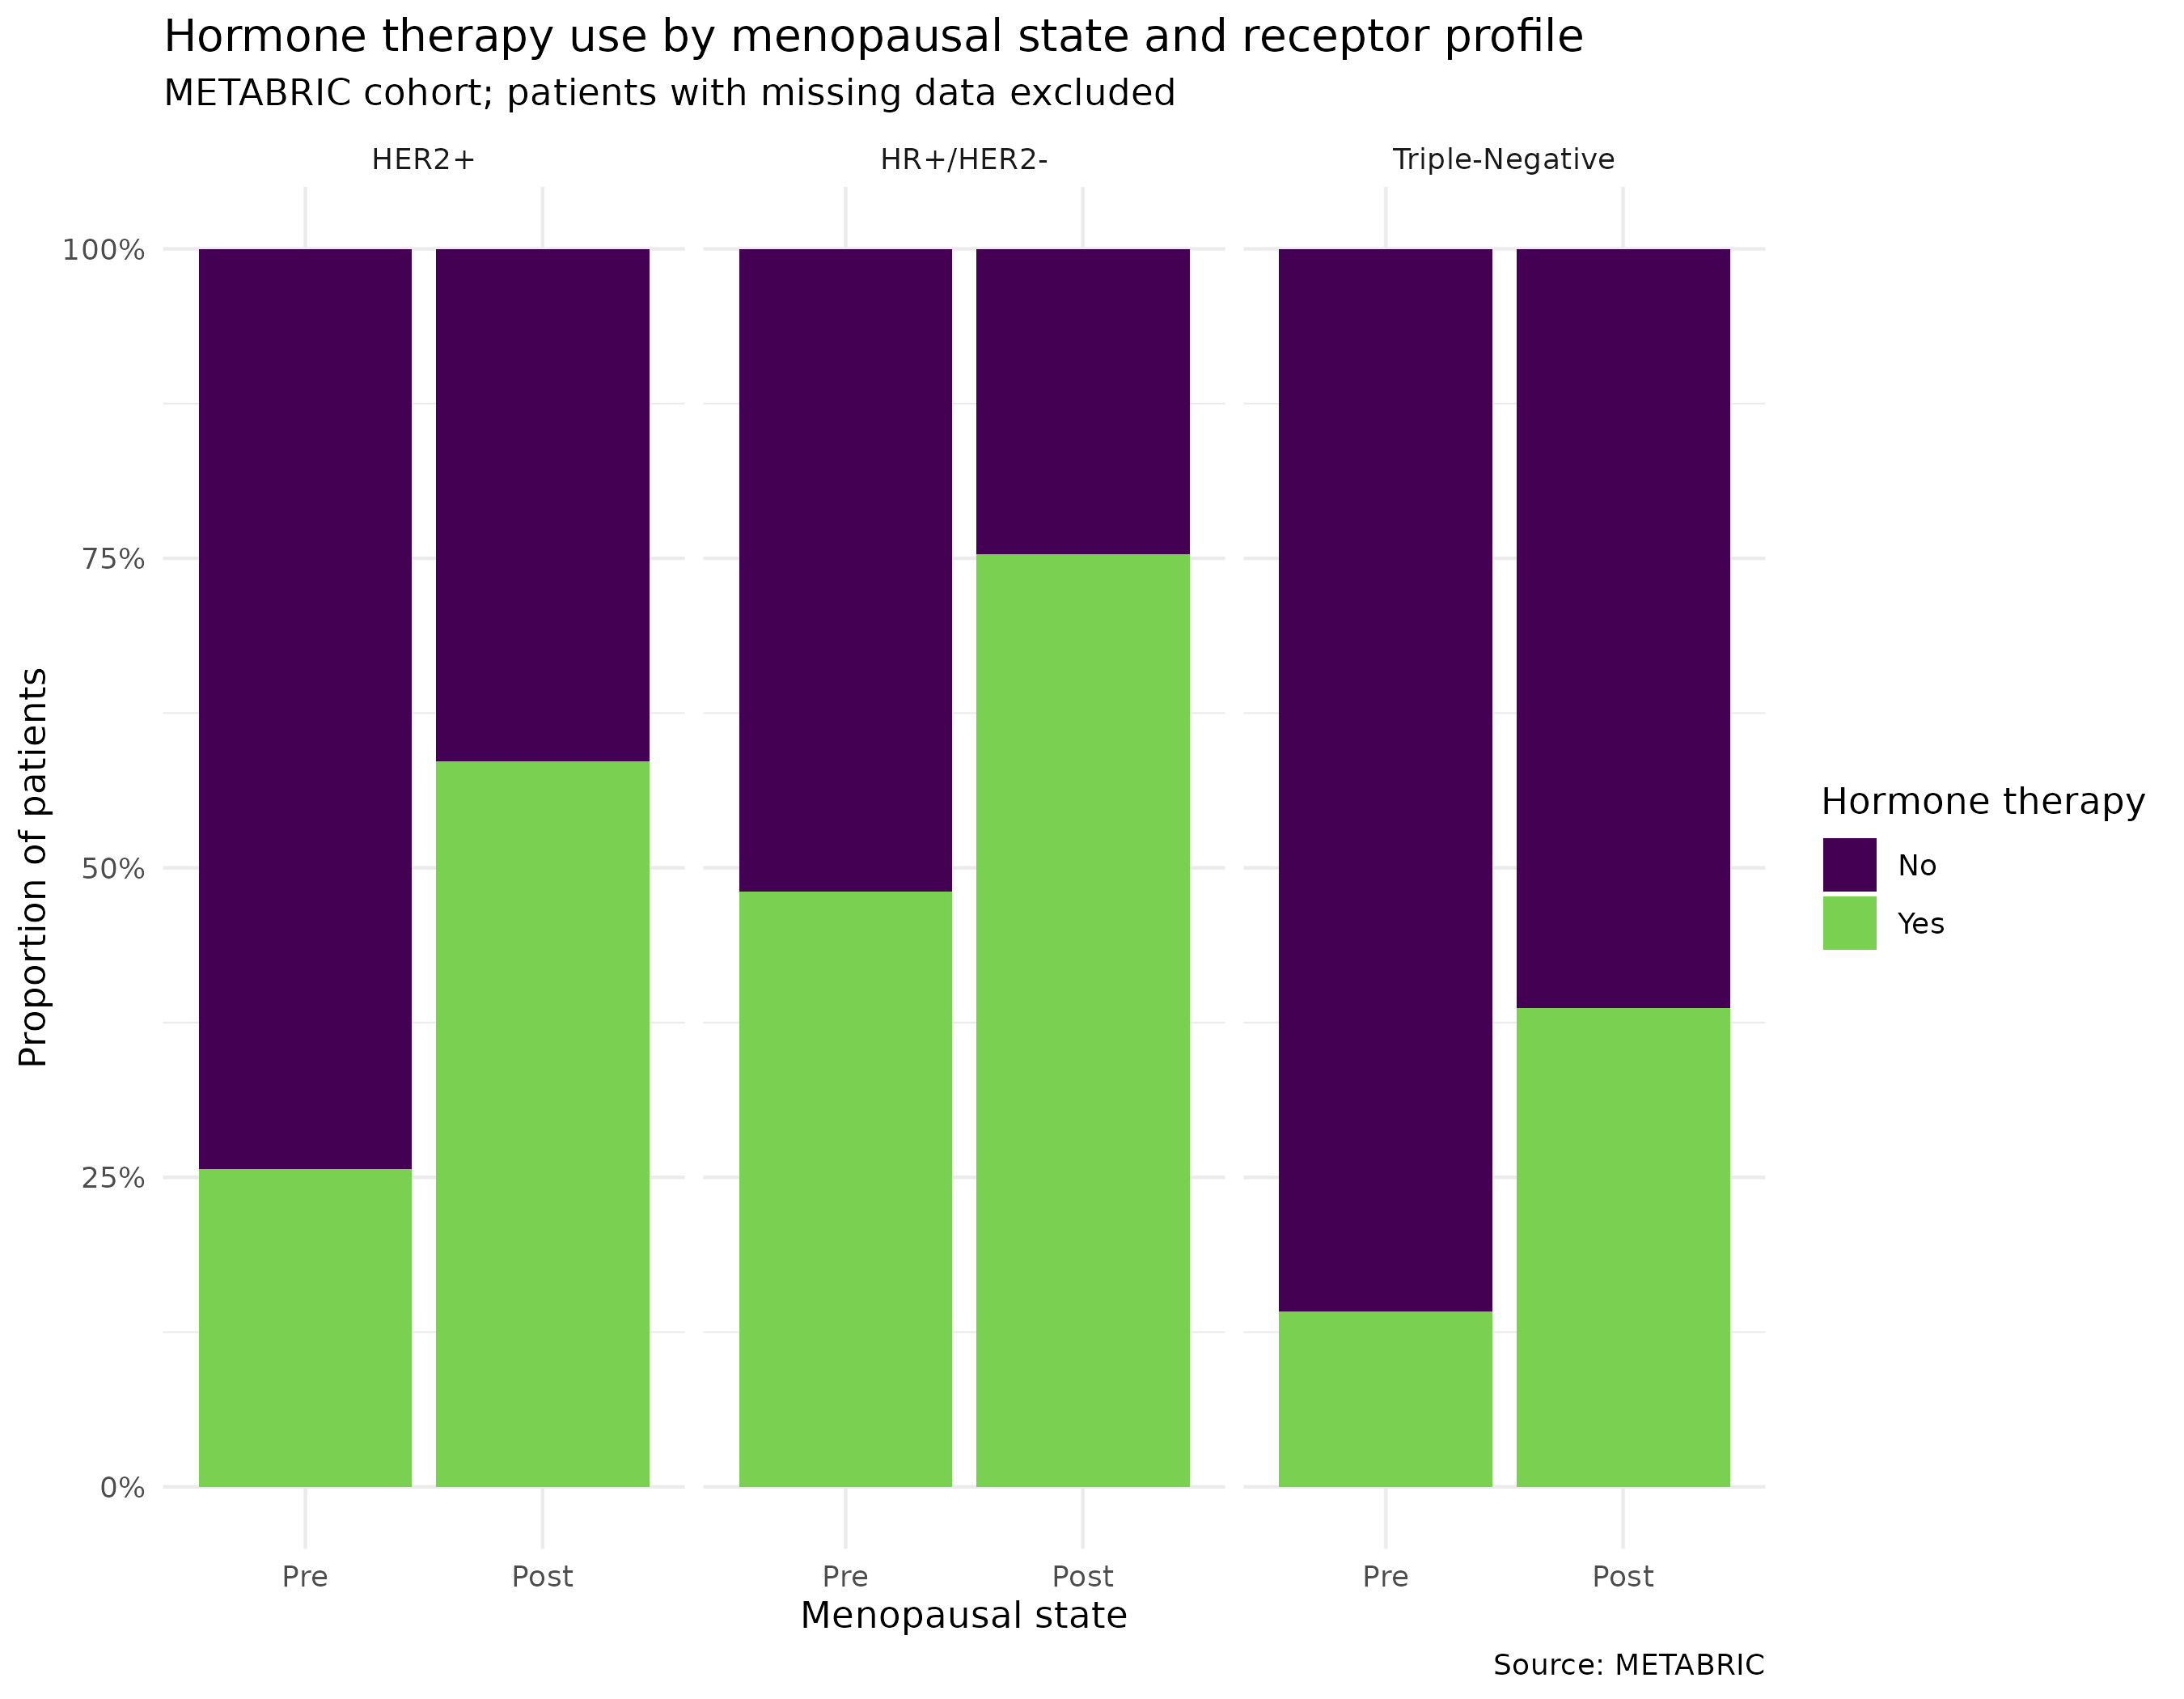 Hormone therapy use by menopausal state and receptor profile
METABRIC cohort; patients with missing data excluded
HER2+
HR+/HER2-
Triple-Negative
100%
75%
50%
25%
0%
Proportion of patients
Pre
Post
Pre
Post
Pre
Post
Menopausal state
Hormone therapy
No
Yes
Source: METABRIC